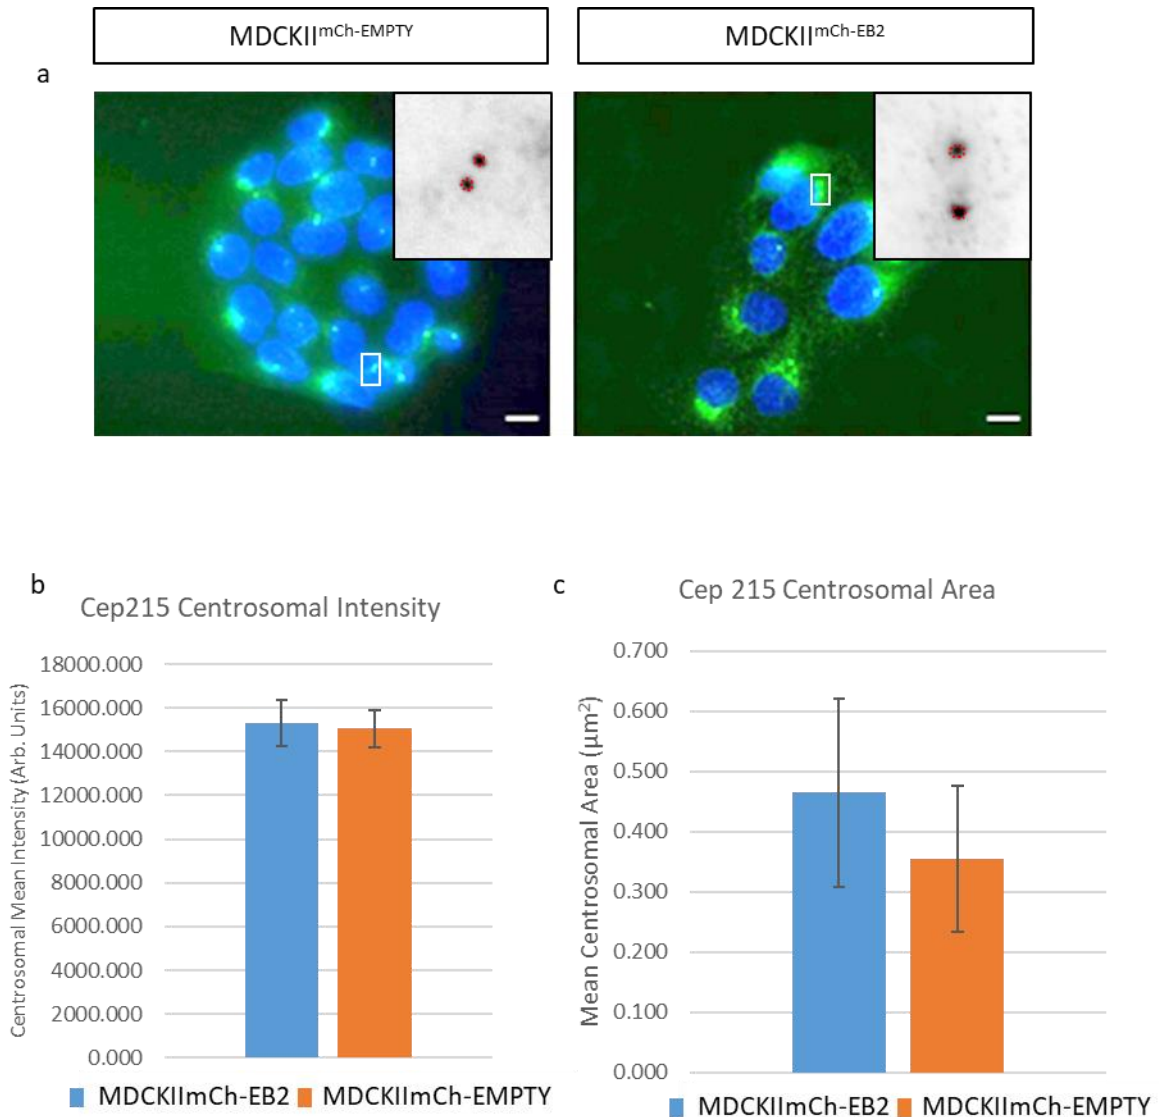 MDCKIImCh-EMPTY
MDCKIImCh-EB2
a
b
Cep215 Centrosomal Intensity
Centrosomal Mean Intensity (Arb. Units)
18000.000
16000.000
14000.000
12000.000
10000.000
8000.000
6000.000
4000.000
2000.000
0.000
MDCKIImCh-EB2 MDCKIImCh-EMPTY
c
Cep 215 Centrosomal Area
Mean Centrosomal Area (µm²)
0.700
0.600
0.500
0.400
0.300
0.200
0.100
0.000
MDCKIImCh-EB2 MDCKIImCh-EMPTY